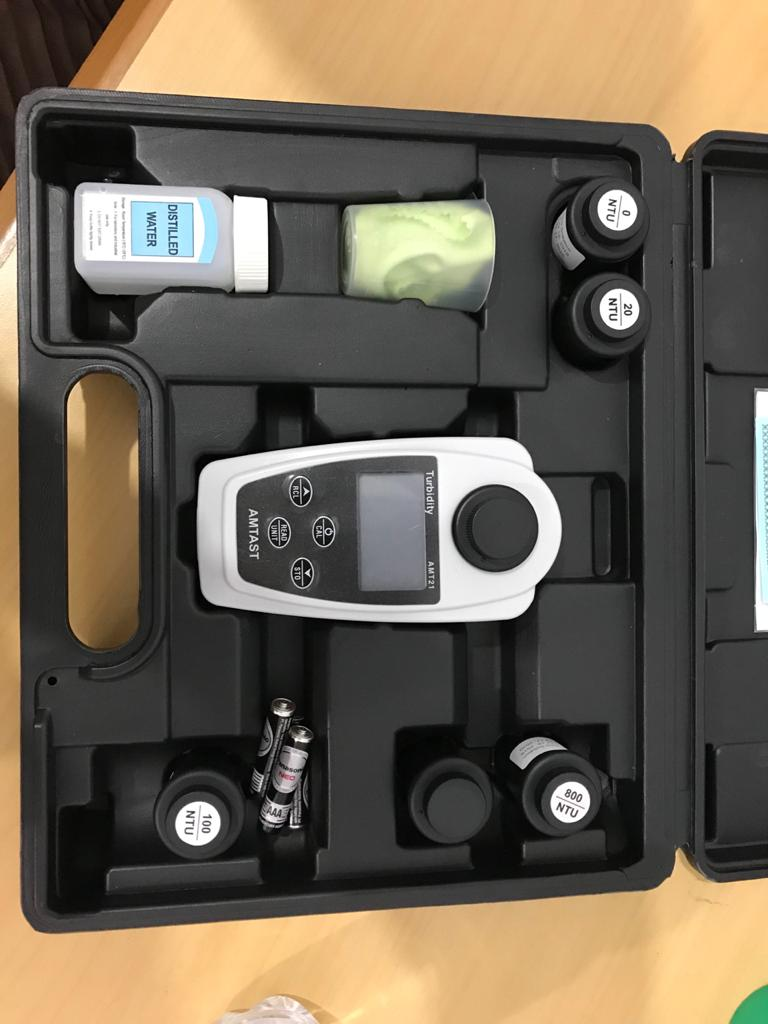 DISTILLED
WATER
0
NTU
20
NTU
Turbidity
AMT21
RCL
CAL
READ
UNIT
STO
AMTAST
100
NTU
NEO
AAA
800
NTU